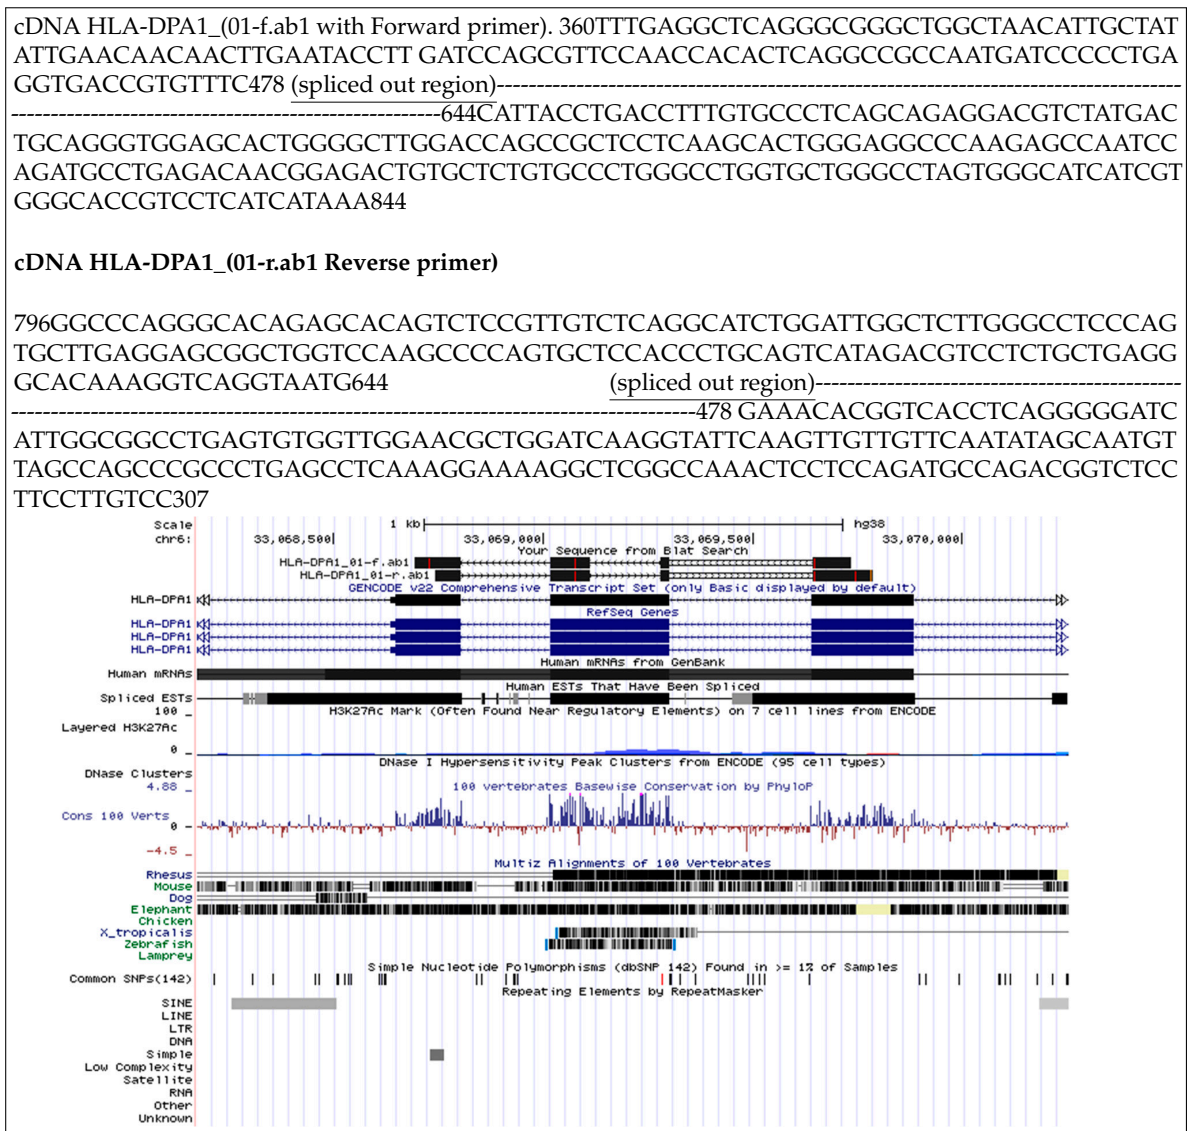 cDNA HLA-DPA1_(01-f.ab1 with Forward primer). 360TTTGAGGCTCAGGGCGGGCTGGCTAACATTGCTAT
ATTGAACAACAACTTGAATACCTT GATCCAGCGTTCCAACCACACTCAGGCCGCCAATGATCCCCCTGA
GGTGACCGTGTTTC478 (spliced out region)-----------------------------------------------------------------------------------
-----------------------------------------------------644CATTACCTGACCTTTGTGCCCTCAGCAGAGGACGTCTATGAC
TGCAGGGTGGAGCACTGGGGCTTGGACCAGCCGCTCCTCAAGCACTGGGAGGCCCAAGAGCCAATCC
AGATGCCTGAGACAACGGAGACTGTGCTCTGTGCCCTGGGCCTGGTGCTGGGCCTAGTGGGCATCATCGT
GGGCACCGTCCTCATCATAAA844
cDNA HLA-DPA1_(01-r.ab1 Reverse primer)
796GGCCCAGGGCACAGAGCACAGTCTCCGTTGTCTCAGGCATCTGGATTGGCTCTTGGGCCTCCCAG
TGCTTGAGGAGCGGCTGGTCCAAGCCCCAGTGCTCCACCCTGCAGTCATAGACGTCCTCTGCTGAGG
GCACAAAGGTCAGGTAATG644 (spliced out region)---------------------------------------------
-------------------------------------------------------------------------------------478 GAAACACGGTCACCTCAGGGGGATC
ATTGGCGGCCTGAGTGTGGTTGGAACGCTGGATCAAGGTATTCAAGTTGTTGTTCAATATAGCAATGT
TAGCCAGCCCGCCCTGAGCCTCAAAGGAAAAGGCTCGGCCAAACTCCTCCAGATGCCAGACGGTCTCC
TTCCTTGTCC307
Scale 1 kb hg38
chr6: 33,068,500 33,069,000 33,069,500 33,070,000
Your Sequence from Blat Search
HLA-DPA1_01-f.ab1
HLA-DPA1_01-r.ab1
GENCODE v22 Comprehensive Transcript Set (only Basic displayed by default)
HLA-DPA1
RefSeq Genes
HLA-DPA1
HLA-DPA1
HLA-DPA1
Human mRNAs from GenBank
Human mRNAs
Human ESTs That Have Been Spliced
Spliced ESTs
H3K27Ac Mark (Often Found Near Regulatory Elements) on 7 cell lines from ENCODE
100 _
Layered H3K27Ac
0 _
DNase I Hypersensitivity Peak Clusters from ENCODE (95 cell types)
DNase Clusters
100 vertebrates Basewise Conservation by PhyloP
4.88 _
Cons 100 Verts
0 -
-4.5 _
Multiz Alignments of 100 Vertebrates
Rhesus
Mouse
Dog
Elephant
Chicken
X_tropicalis
Zebrafish
Lamprey
Simple Nucleotide Polymorphisms (dbSNP 142) Found in >= 1% of Samples
Common SNPs(142)
Repeating Elements by RepeatMasker
SINE
LINE
LTR
DNA
Simple
Low Complexity
Satellite
RNA
Other
Unknown